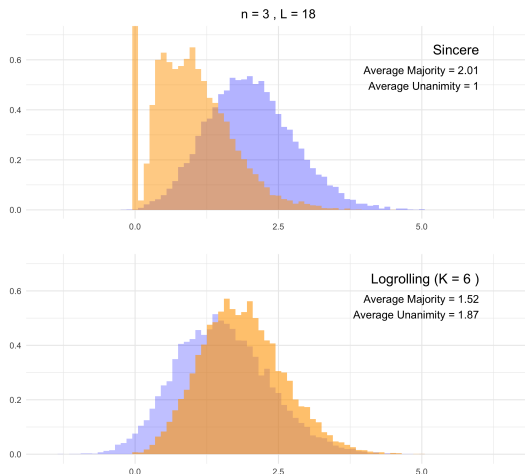 n = 3 , L = 18
Sincere
Average Majority = 2.01
Average Unanimity = 1
0.6
0.4
0.2
0.0
0.0 2.5 5.0
Logrolling (K = 6 )
Average Majority = 1.52
Average Unanimity = 1.87
0.6
0.4
0.2
0.0
0.0 2.5 5.0